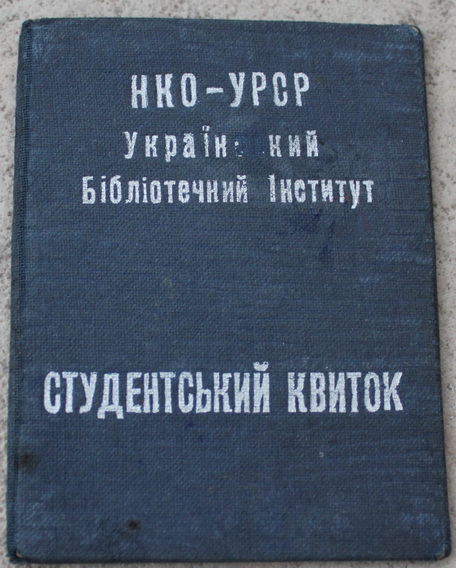 НКО-УРСР
Український
Бібліотечний Інститут
СТУДЕНТСЬКИЙ КВИТОК